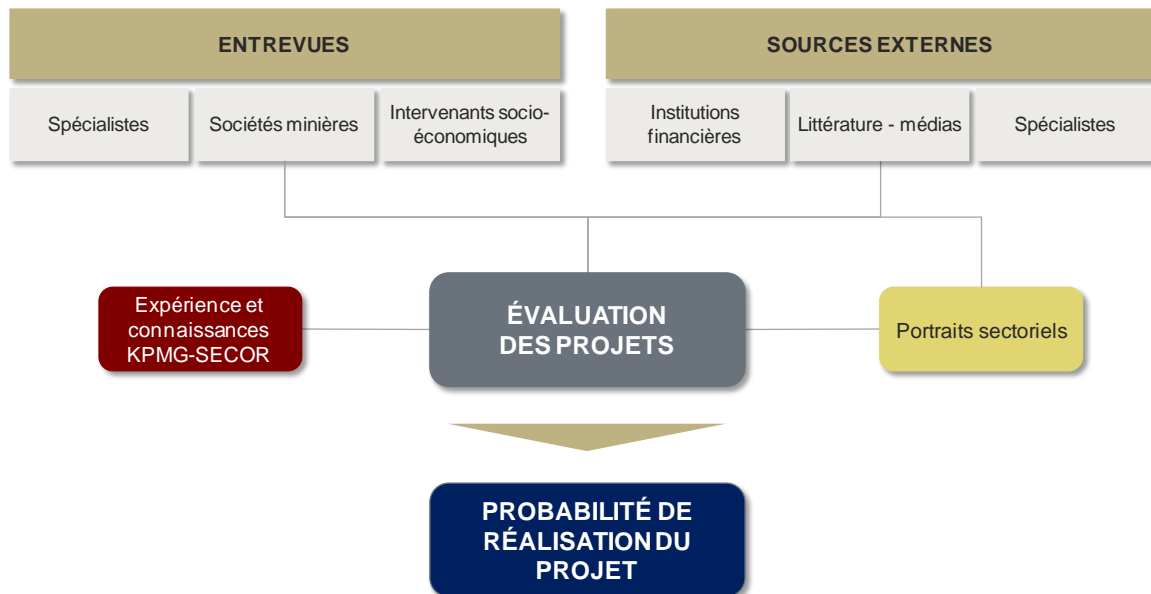 ENTREVUES
SOURCES EXTERNES
Spécialistes
Sociétés minières
Intervenants socio-
économiques
Institutions
financières
Littérature - médias
Spécialistes
Expérience et
connaissances
KPMG-SECOR
ÉVALUATION
DES PROJETS
Portraits sectoriels
PROBABILITÉ DE
RÉALISATION DU
PROJET